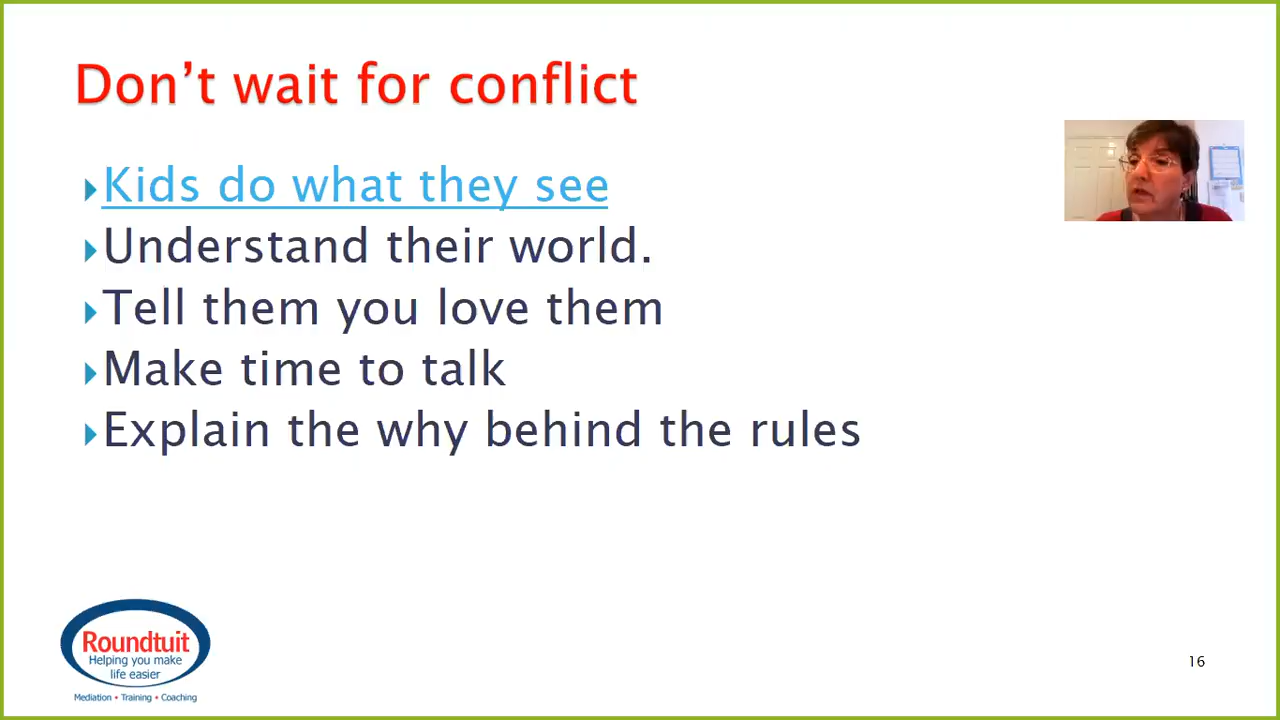 Don’t wait for conflict
Kids do what they see
Understand their world.
Tell them you love them
Make time to talk
Explain the why behind the rules
Roundtuit
Helping you make
life easier
Mediation • Training • Coaching
16